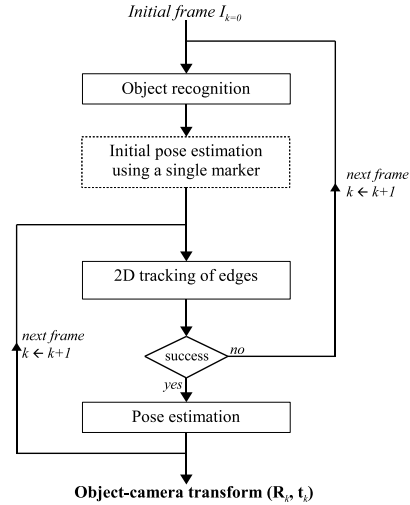 Initial frame I_{k=0}
Object recognition
Initial pose estimation
using a single marker
next frame
k ← k+1
2D tracking of edges
next frame
k ← k+1
success
no
yes
Pose estimation
Object-camera transform (R_k, t_k)